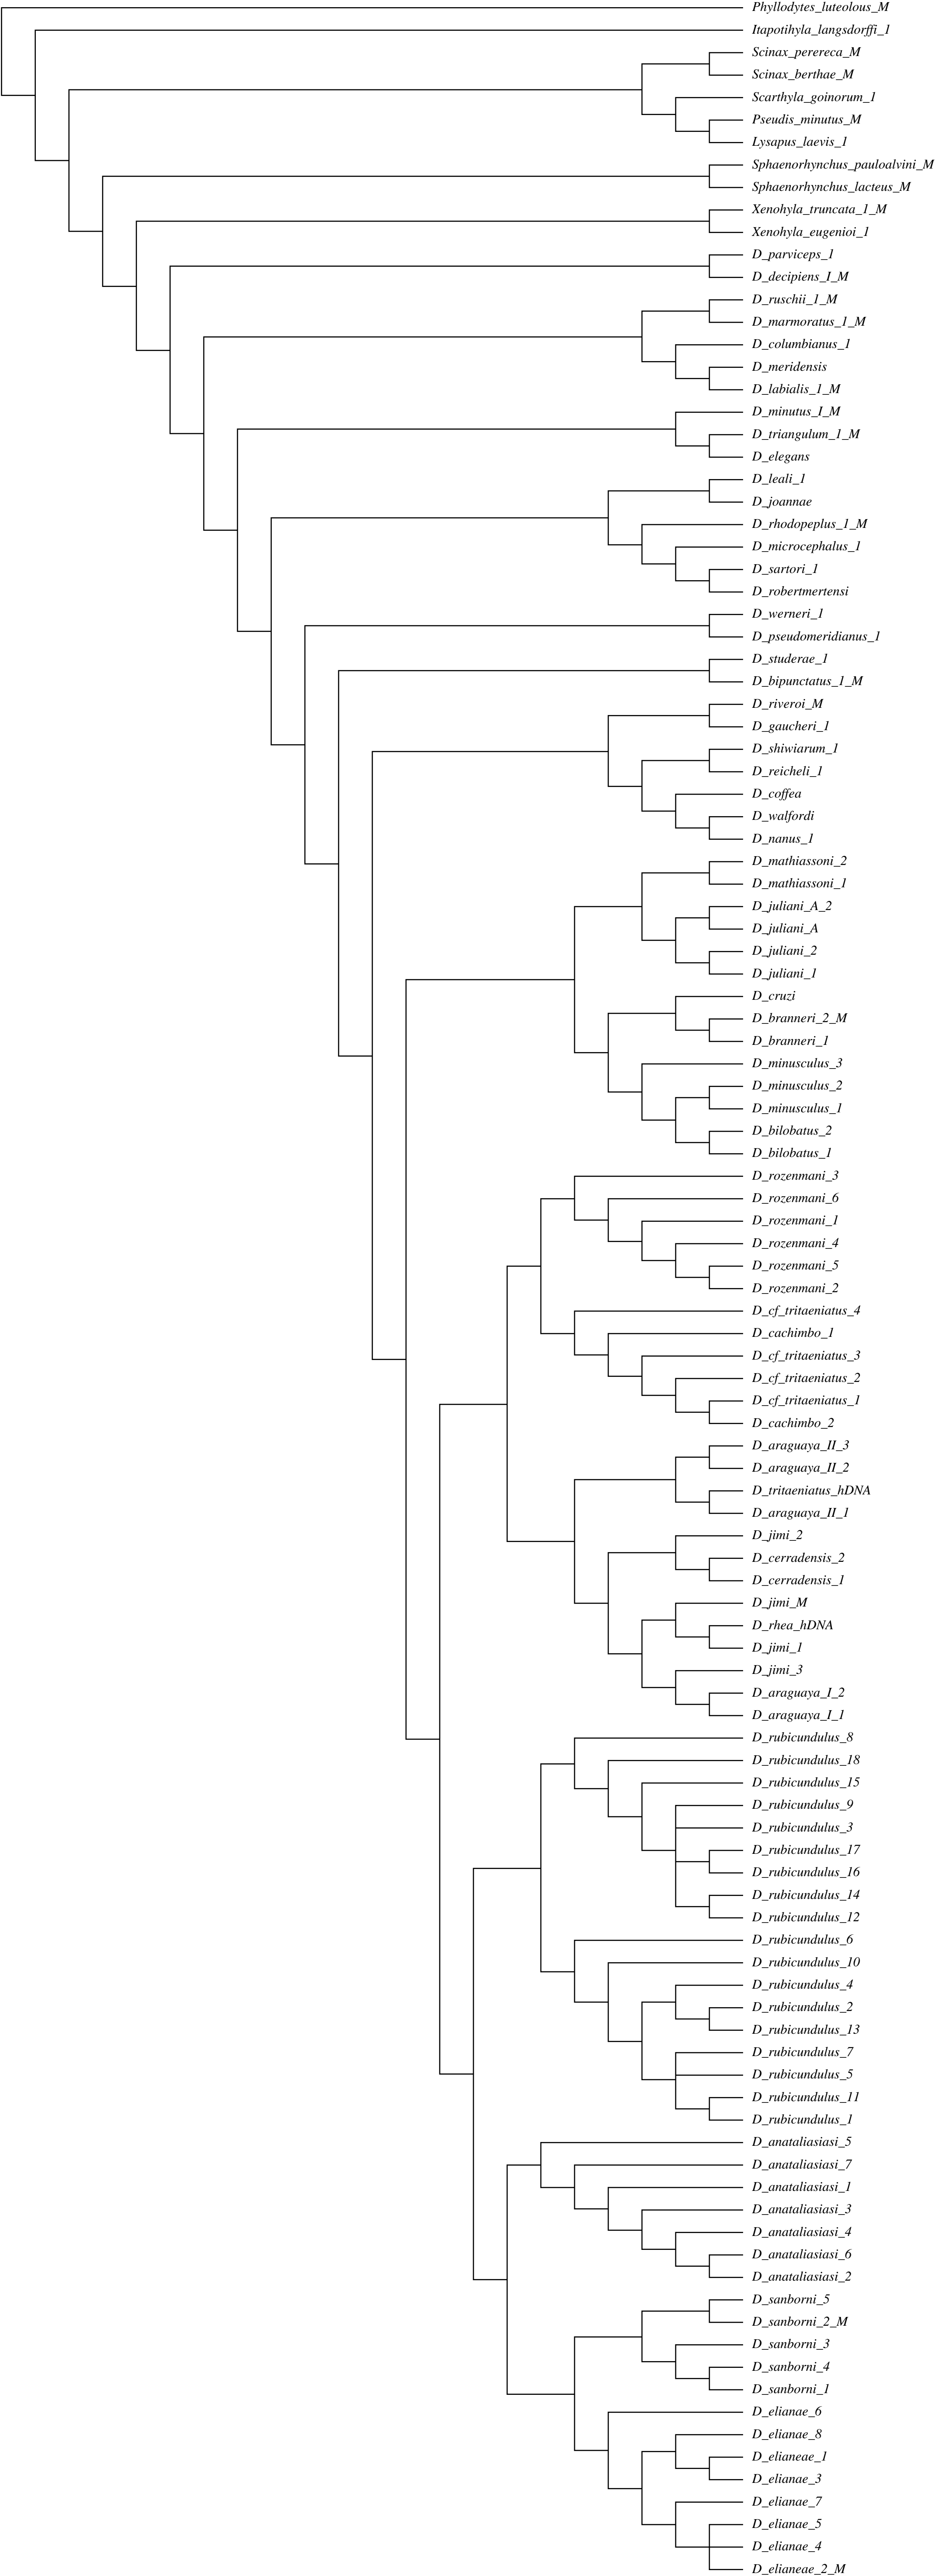 Phyllodytes_luteolous_M
Itapotihyla_langsdorffi_1
Scinax_perereca_M
Scinax_berthae_M
Scarthyla_goinorum_1
Pseudis_minutus_M
Lysapus_laevis_1
Sphaenorhynchus_pauloalvini_M
Sphaenorhynchus_lacteus_M
Xenohyla_truncata_1_M
Xenohyla_eugenioi_1
D_parviceps_1
D_decipiens_I_M
D_ruschii_1_M
D_marmoratus_1_M
D_columbianus_1
D_meridensis
D_labialis_1_M
D_minutus_I_M
D_triangulum_1_M
D_elegans
D_leali_1
D_joannae
D_rhodopeplus_1_M
D_microcephalus_1
D_sartori_1
D_robertmertensi
D_werneri_1
D_pseudomeridianus_1
D_studerae_1
D_bipunctatus_1_M
D_riveroi_M
D_gaucheri_1
D_shiwiarum_1
D_reicheli_1
D_coffea
D_walfordi
D_nanus_1
D_mathiassoni_2
D_mathiassoni_1
D_juliani_A_2
D_juliani_A
D_juliani_2
D_juliani_1
D_cruzi
D_branneri_2_M
D_branneri_1
D_minusculus_3
D_minusculus_2
D_minusculus_1
D_bilobatus_2
D_bilobatus_1
D_rozenmani_3
D_rozenmani_6
D_rozenmani_1
D_rozenmani_4
D_rozenmani_5
D_rozenmani_2
D_cf_tritaeniatus_4
D_cachimbo_1
D_cf_tritaeniatus_3
D_cf_tritaeniatus_2
D_cf_tritaeniatus_1
D_cachimbo_2
D_araguaya_II_3
D_araguaya_II_2
D_tritaeniatus_hDNA
D_araguaya_II_1
D_jimi_2
D_cerradensis_2
D_cerradensis_1
D_jimi_M
D_rhea_hDNA
D_jimi_1
D_jimi_3
D_araguaya_I_2
D_araguaya_I_1
D_rubicundulus_8
D_rubicundulus_18
D_rubicundulus_15
D_rubicundulus_9
D_rubicundulus_3
D_rubicundulus_17
D_rubicundulus_16
D_rubicundulus_14
D_rubicundulus_12
D_rubicundulus_6
D_rubicundulus_10
D_rubicundulus_4
D_rubicundulus_2
D_rubicundulus_13
D_rubicundulus_7
D_rubicundulus_5
D_rubicundulus_11
D_rubicundulus_1
D_anataliasiasi_5
D_anataliasiasi_7
D_anataliasiasi_1
D_anataliasiasi_3
D_anataliasiasi_4
D_anataliasiasi_6
D_anataliasiasi_2
D_sanborni_5
D_sanborni_2_M
D_sanborni_3
D_sanborni_4
D_sanborni_1
D_elianae_6
D_elianae_8
D_elianeae_1
D_elianae_3
D_elianae_7
D_elianae_5
D_elianae_4
D_elianeae_2_M